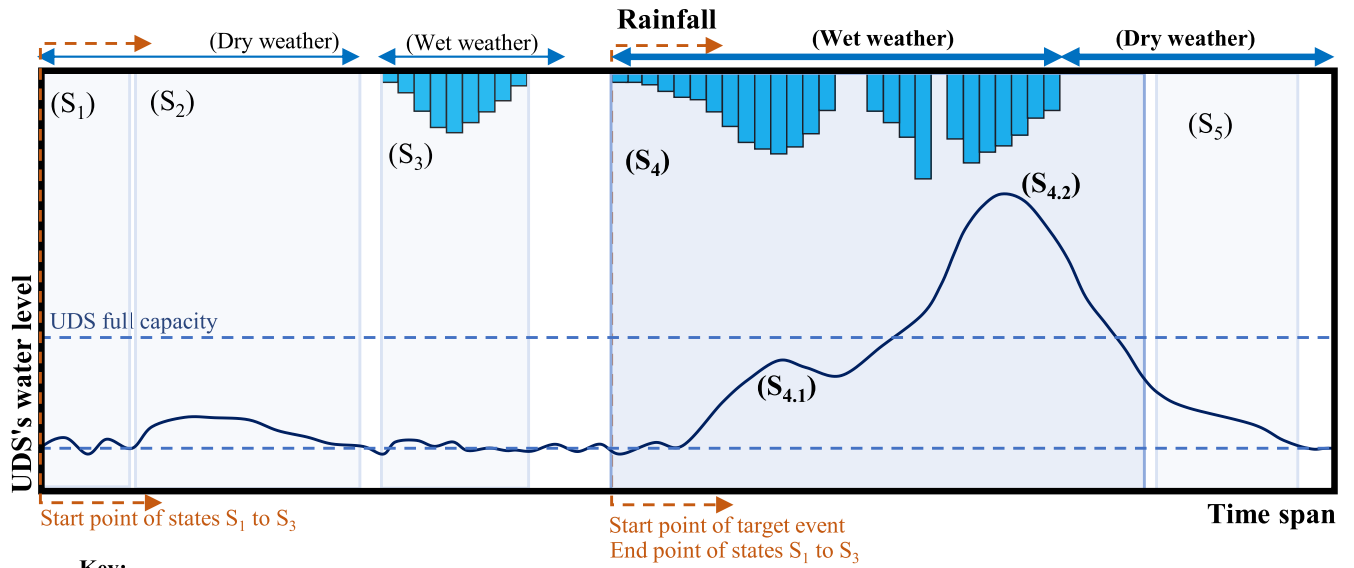 Rainfall
(Dry weather)
(Wet weather)
(Wet weather)
(Dry weather)
(S1)
(S2)
(S3)
(S4)
(S5)
(S4.2)
UDS full capacity
(S4.1)
UDS's water level
Start point of states S1 to S3
Start point of target event
End point of states S1 to S3
Time span
Key: